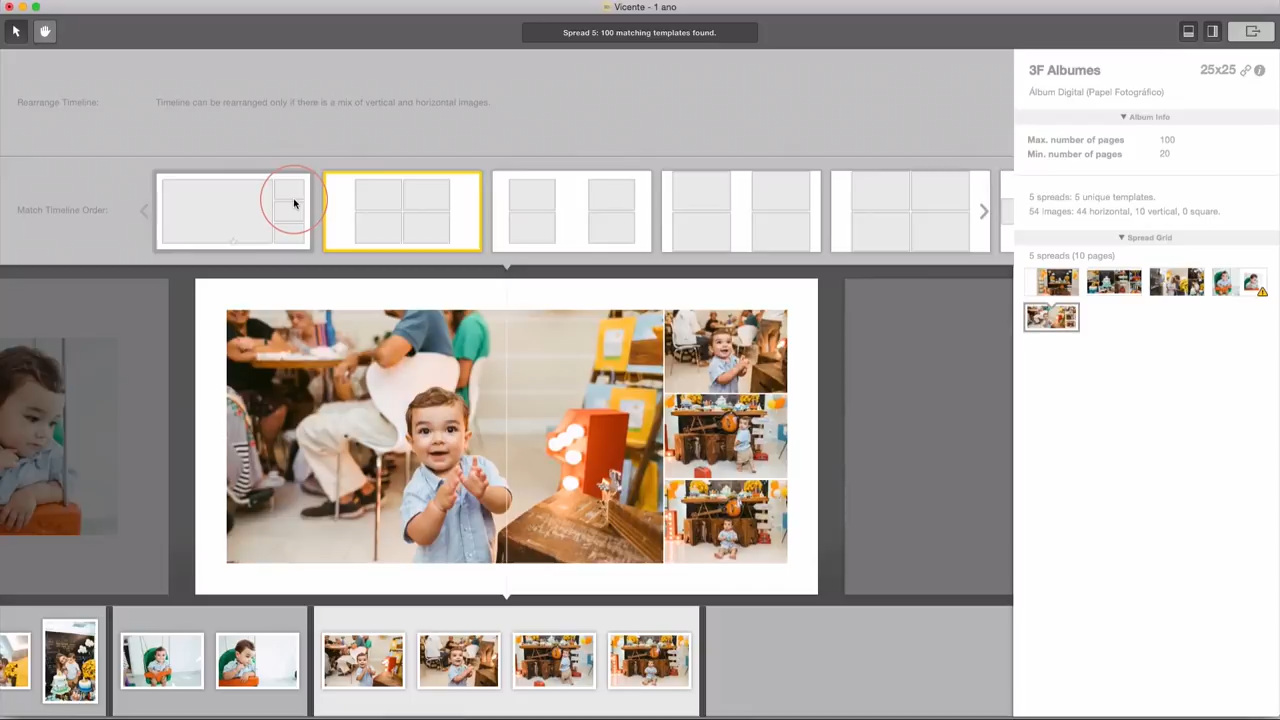 Vicente - 1 ano
Spread 5: 100 matching templates found.
Rearrange Timeline:
Timeline can be rearranged only if there is a mix of vertical and horizontal images.
Match Timeline Order:
3F Albumes
25x25
Álbum Digital (Papel Fotográfico)
▼ Album Info
Max. number of pages 100
Min. number of pages 20
5 spreads: 5 unique templates.
54 images: 44 horizontal, 10 vertical, 0 square.
▼ Spread Grid
5 spreads (10 pages)